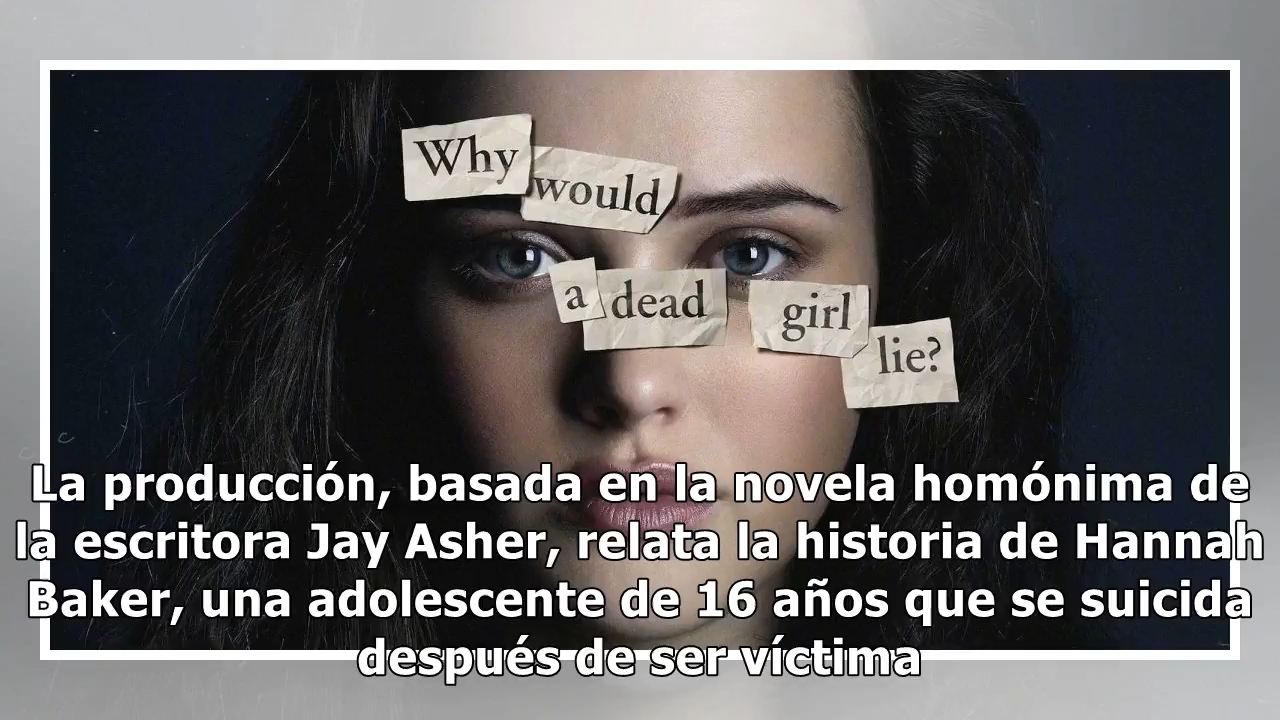 Why
would
a dead girl
lie?
La producción, basada en la novela homónima de
la escritora Jay Asher, relata la historia de Hannah
Baker, una adolescente de 16 años que se suicida
después de ser víctima